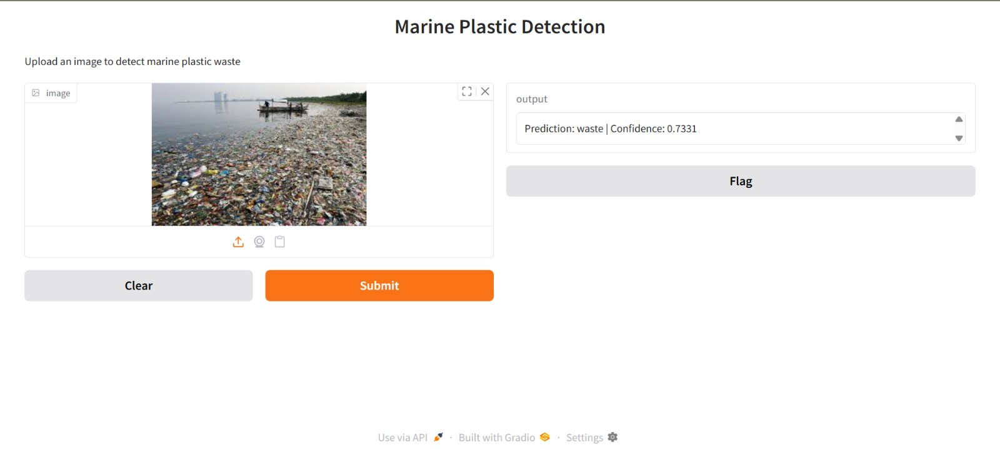 Marine Plastic Detection
Upload an image to detect marine plastic waste
image
output
Prediction: waste | Confidence: 0.7331
Flag
Clear
Submit
Use via API · Built with Gradio · Settings